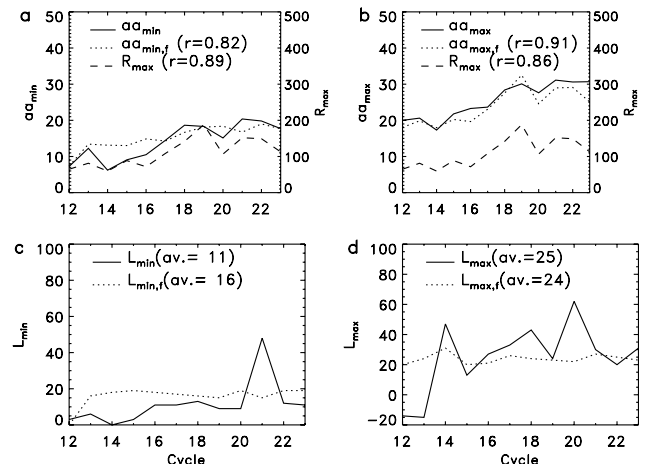 a
aa_min
aa_min,f (r=0.82)
R_max (r=0.89)
50
40
30
20
10
0
aa_min
500
400
300
200
100
0
R_max
12 14 16 18 20 22
b
aa_max
aa_max,f (r=0.91)
R_max (r=0.86)
50
40
30
20
10
0
aa_max
500
400
300
200
100
0
R_max
12 14 16 18 20 22
c
L_min(av.= 11)
L_min,f(av.= 16)
100
80
60
40
20
0
L_min
12 14 16 18 20 22
Cycle
d
L_max(av.=25)
L_max,f(av.=24)
120
100
80
60
40
20
0
−20
L_max
12 14 16 18 20 22
Cycle